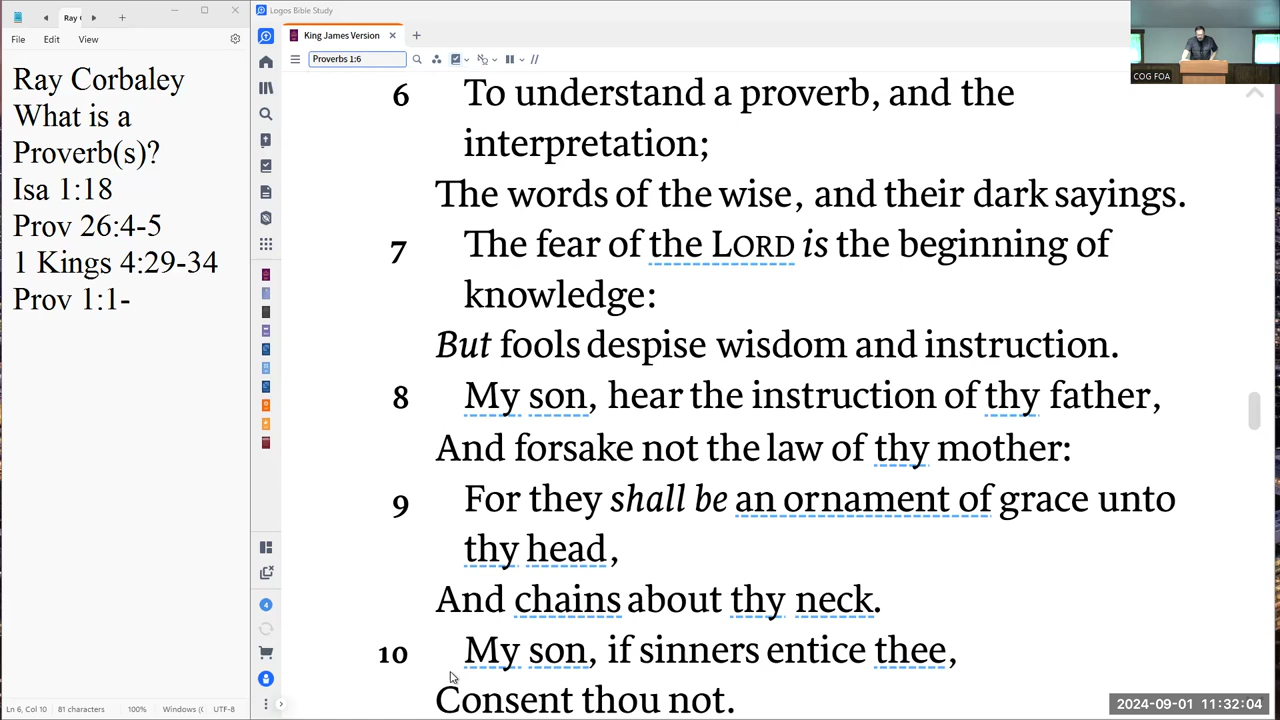 Ray C
File Edit View
Ray Corbaley
What is a
Proverb(s)?
Isa 1:18
Prov 26:4-5
1 Kings 4:29-34
Prov 1:1-
Ln 6, Col 10 81 characters 100% Windows (C UTF-8
Logos Bible Study
King James Version
Proverbs 1:6
4
COG FOA
6 To understand a proverb, and the
interpretation;
The words of the wise, and their dark sayings.
7 The fear of the LORD is the beginning of
knowledge:
But fools despise wisdom and instruction.
8 My son, hear the instruction of thy father,
And forsake not the law of thy mother:
9 For they shall be an ornament of grace unto
thy head,
And chains about thy neck.
10 My son, if sinners entice thee,
Consent thou not.
2024-09-01 11:32:04